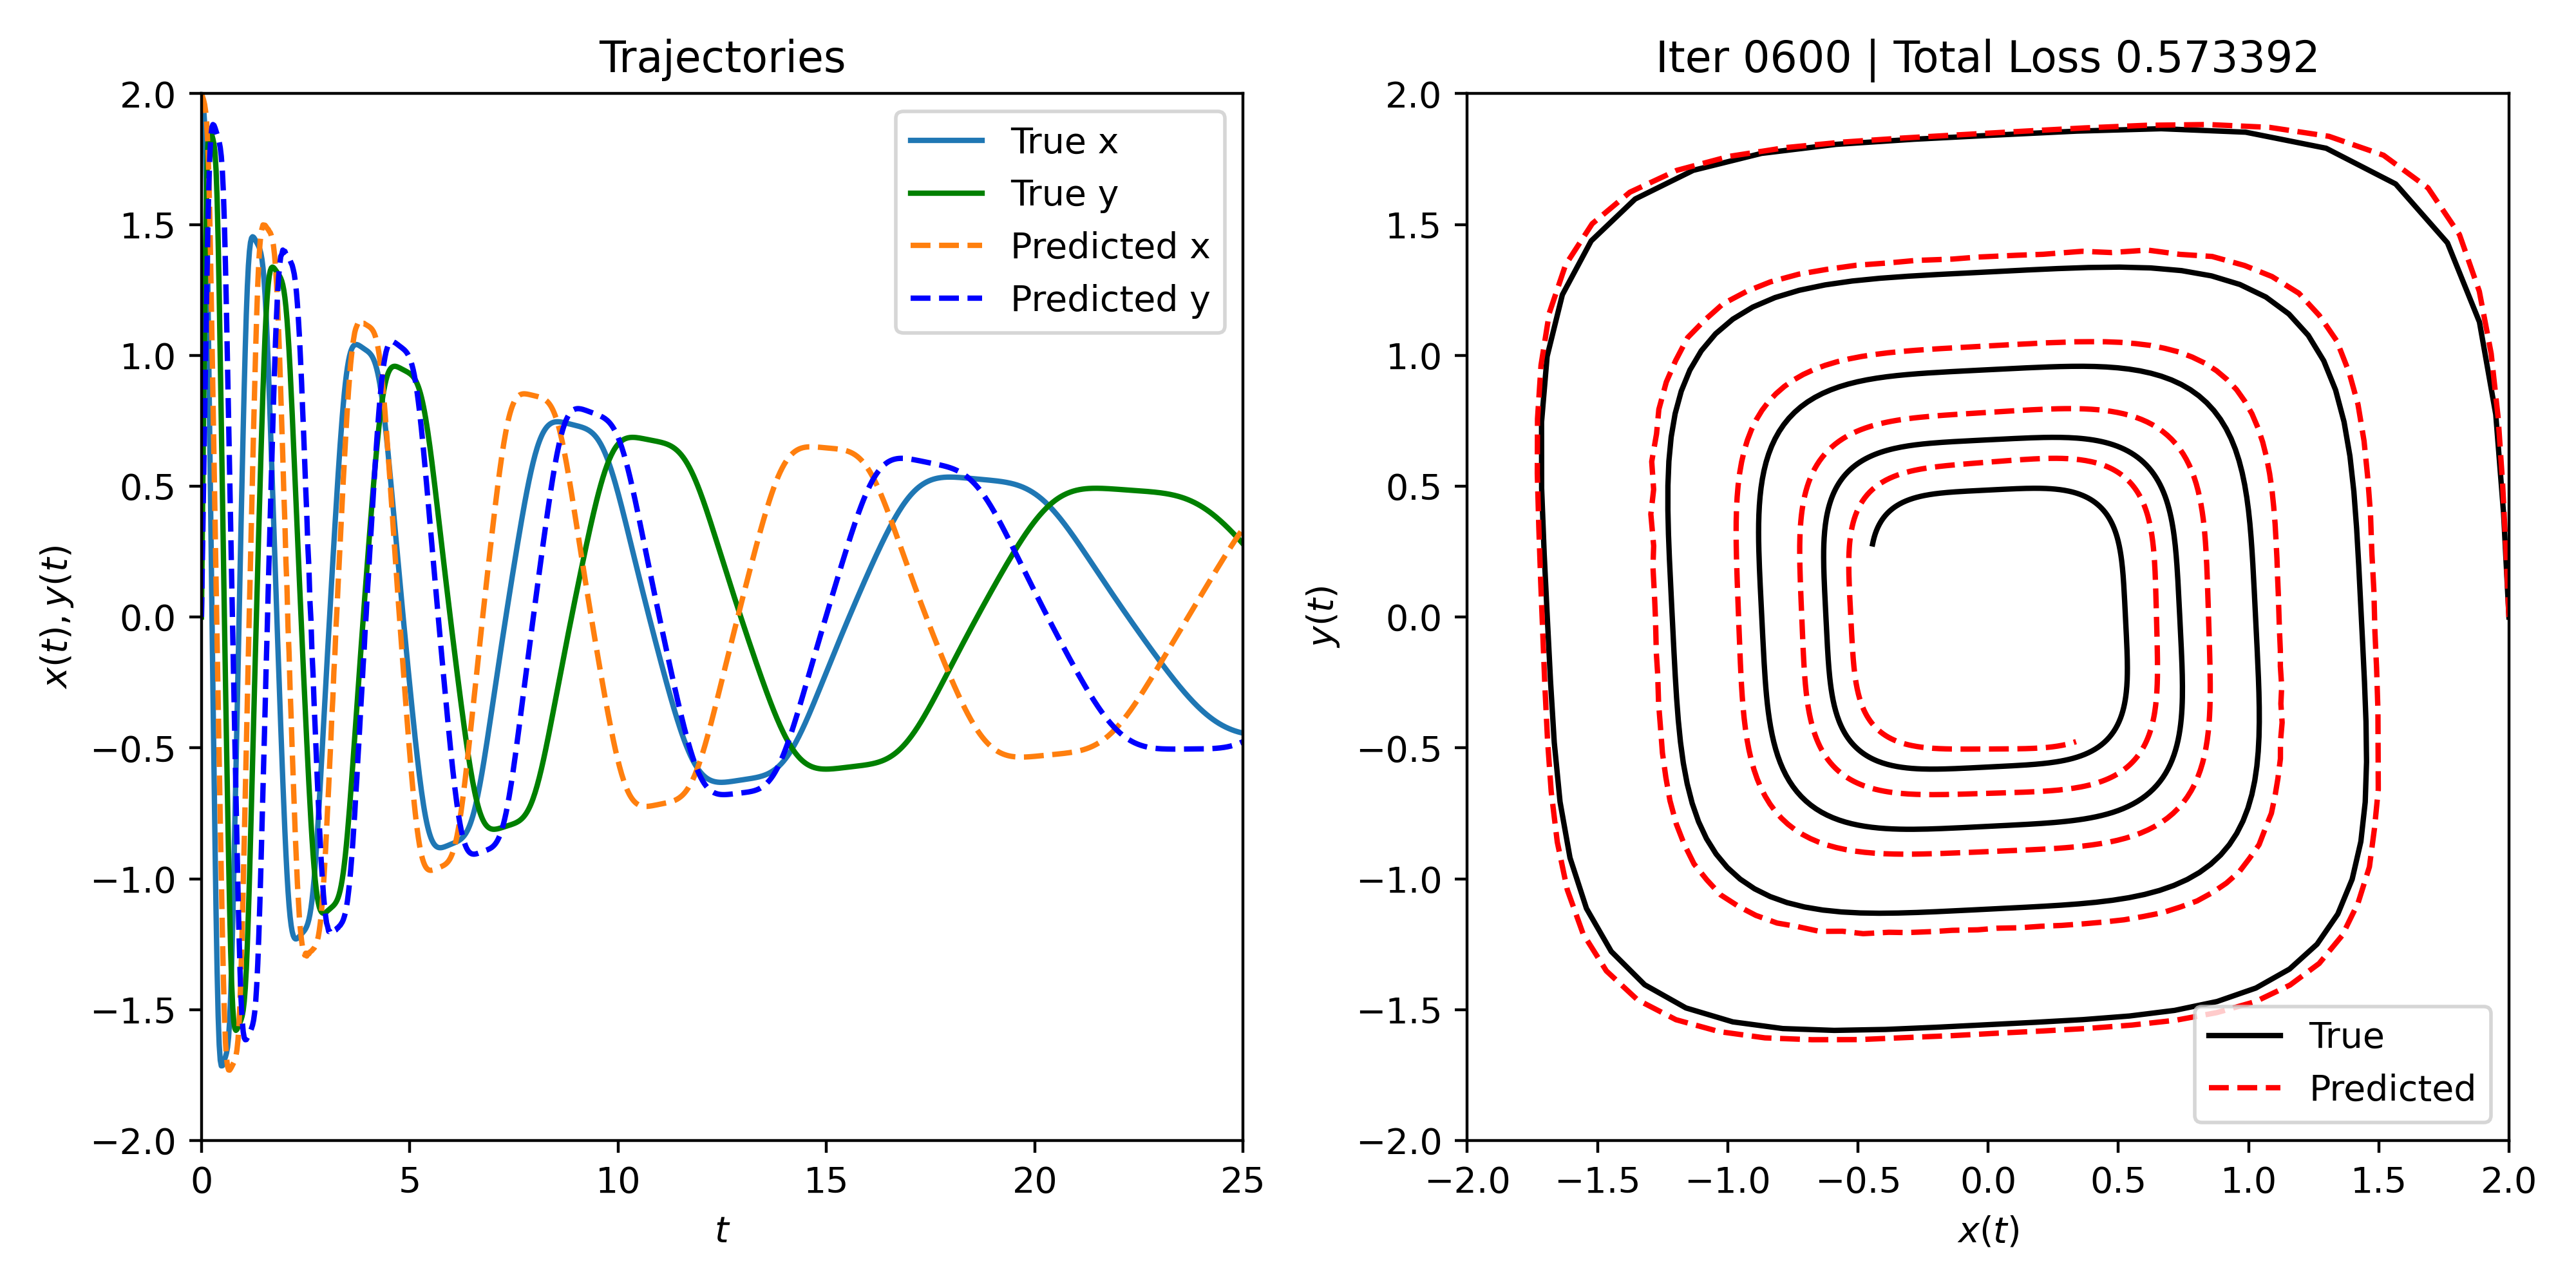 Trajectories
2.0
1.5
1.0
0.5
0.0
−0.5
−1.0
−1.5
−2.0
x(t), y(t)
0 5 10 15 20 25
t
True x
True y
Predicted x
Predicted y
Iter 0600 | Total Loss 0.573392
2.0
1.5
1.0
0.5
0.0
−0.5
−1.0
−1.5
−2.0
y(t)
−2.0 −1.5 −1.0 −0.5 0.0 0.5 1.0 1.5 2.0
x(t)
True
Predicted